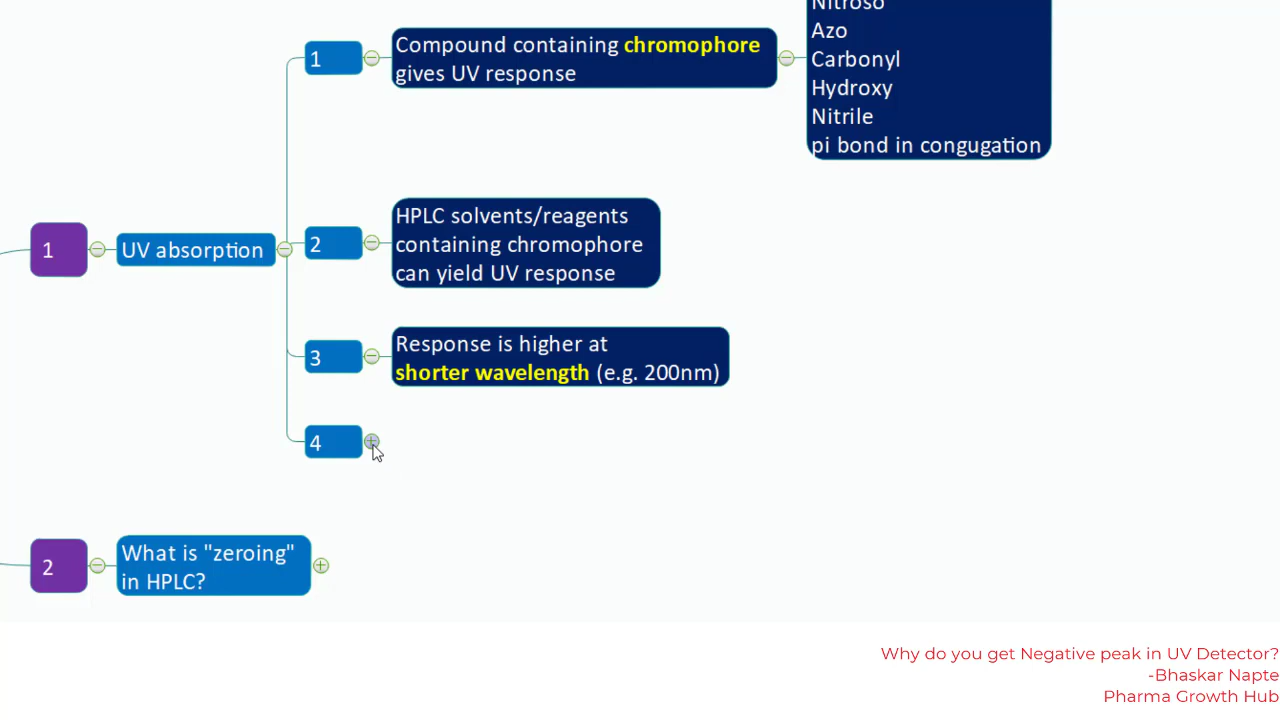 Nitroso
Azo
Carbonyl
Hydroxy
Nitrile
pi bond in congugation
1
Compound containing chromophore
gives UV response
1
UV absorption
2
HPLC solvents/reagents
containing chromophore
can yield UV response
3
Response is higher at
shorter wavelength (e.g. 200nm)
4
2
What is "zeroing"
in HPLC?
Why do you get Negative peak in UV Detector?
-Bhaskar Napte
Pharma Growth Hub